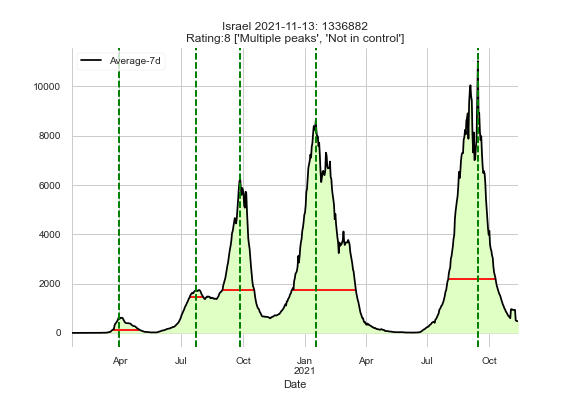 Israel 2021-11-13: 1336882
Rating:8 ['Multiple peaks', 'Not in control']
Average-7d
10000
8000
6000
4000
2000
0
Apr Jul Oct Jan Apr Jul Oct
2021
Date